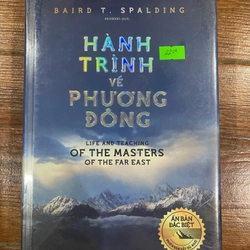 BAIRD T. SPALDING
HÀNH
TRÌNH
VỀ
PHƯƠNG
ĐÔNG
LIFE AND TEACHING
OF THE MASTERS
OF THE FAR EAST
ẤN BẢN
ĐẶC BIỆT